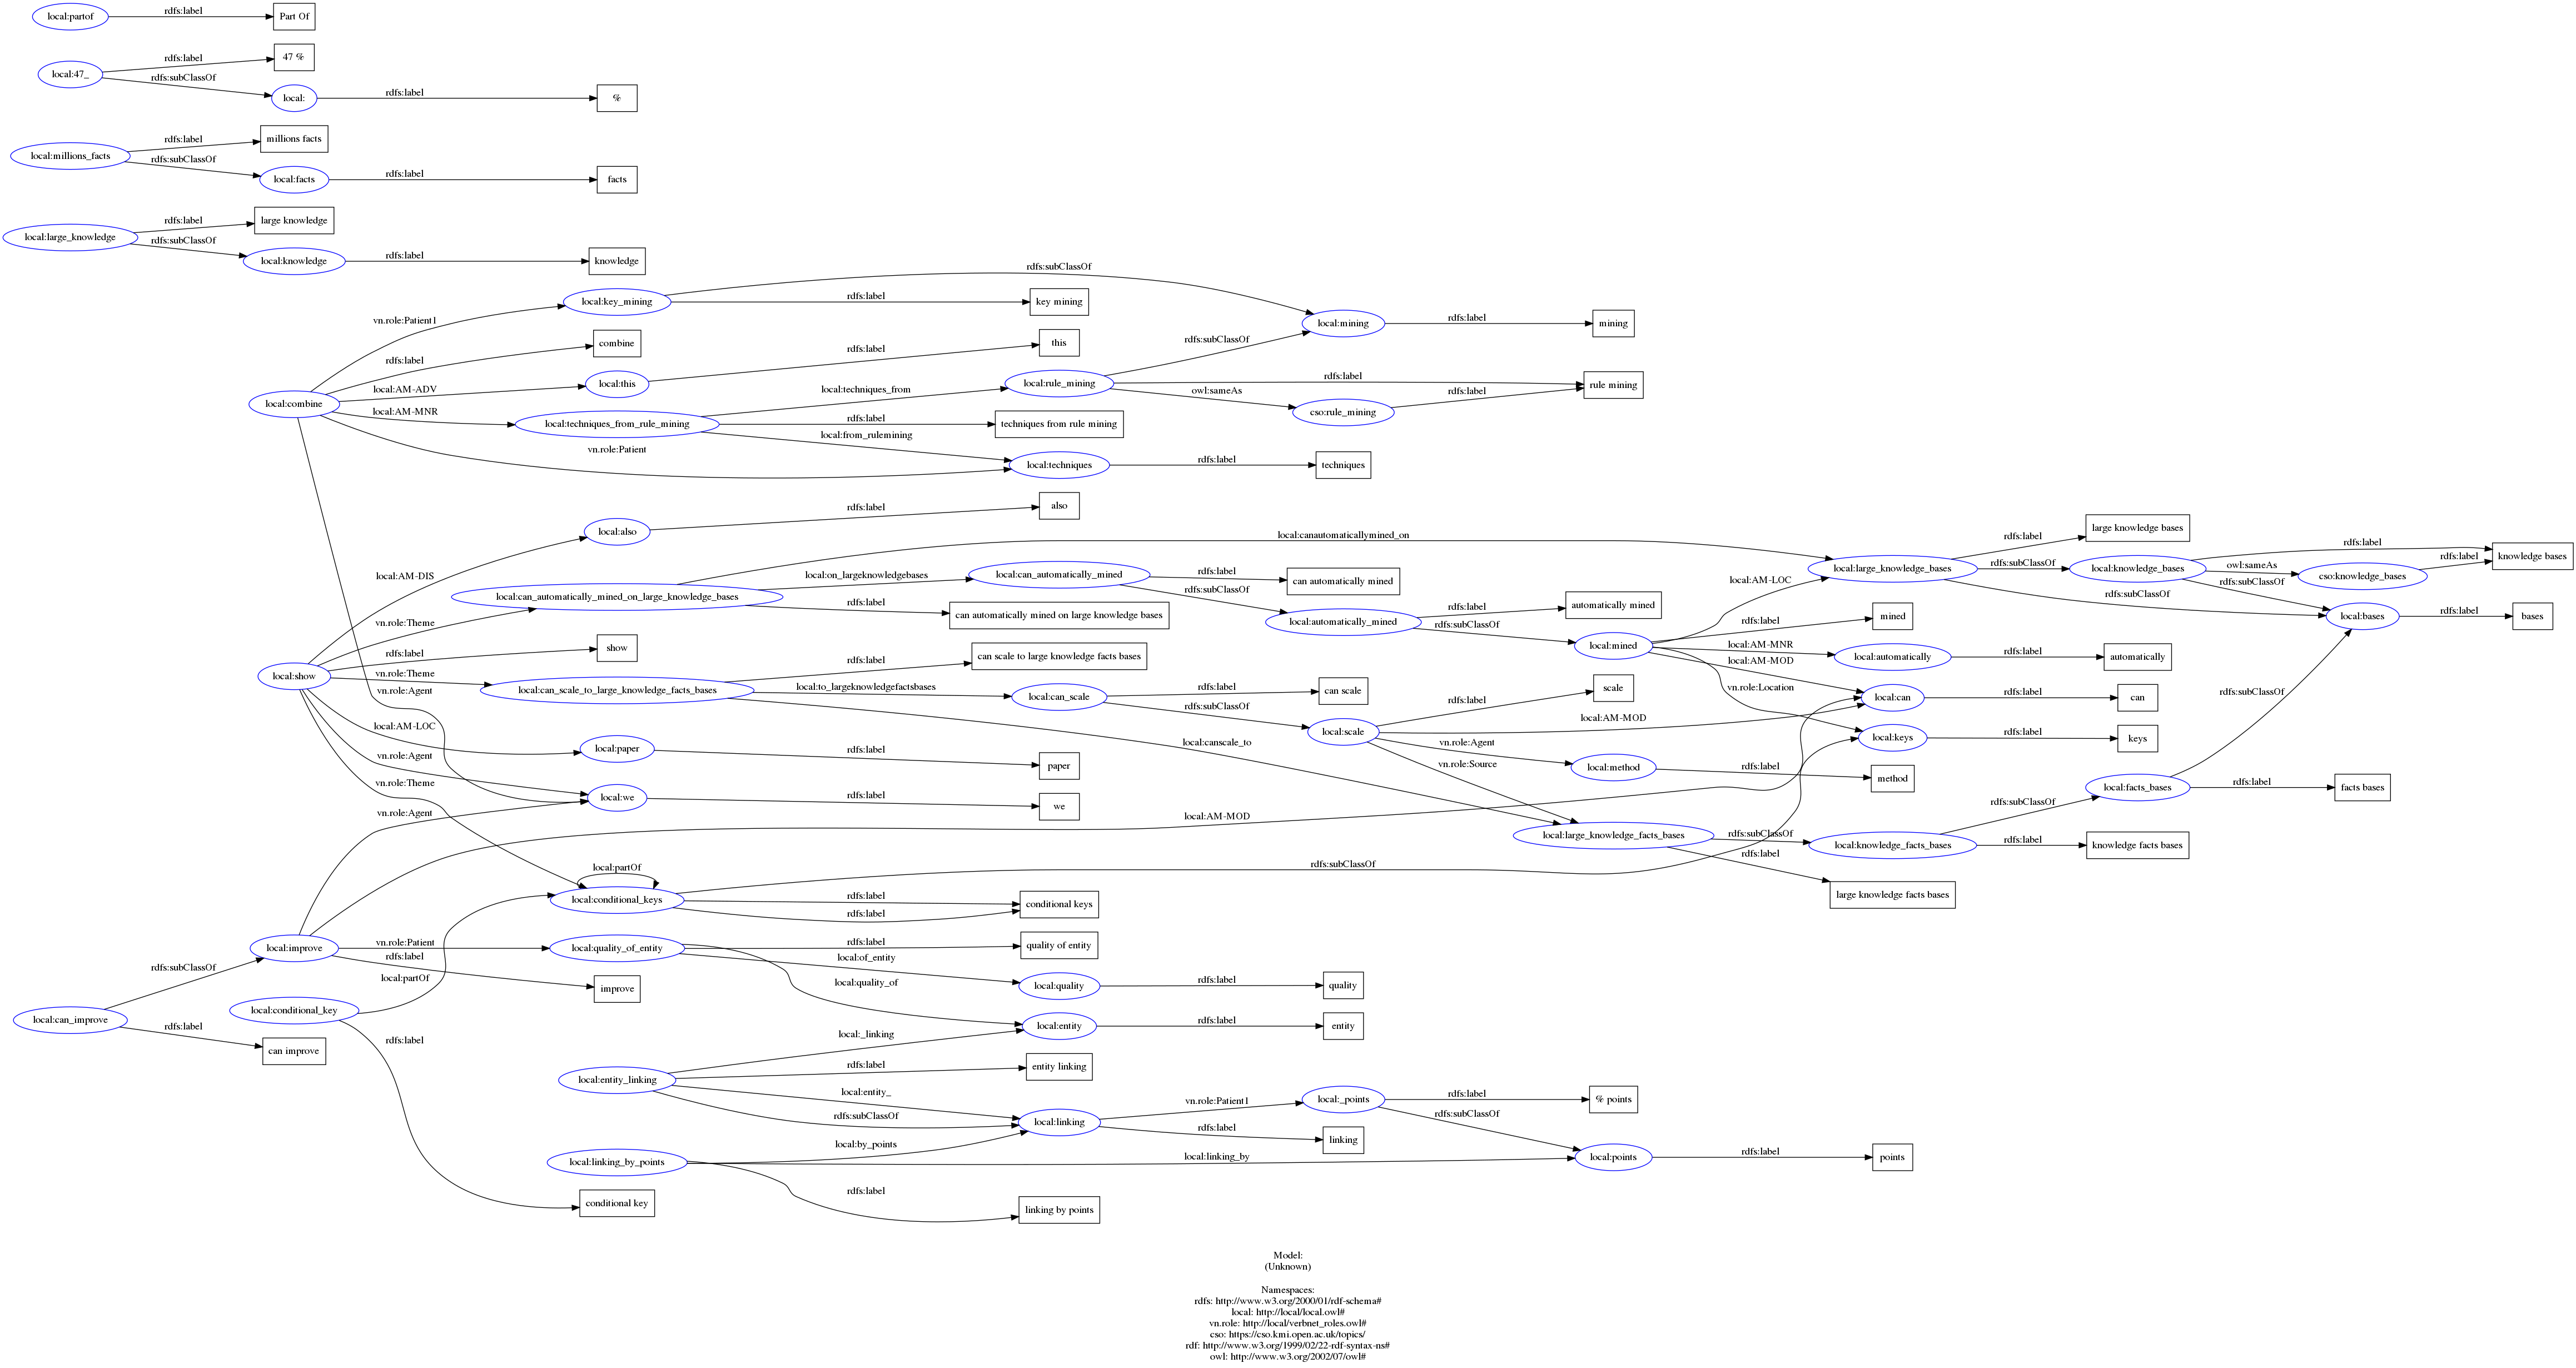 local:partof
rdfs:label
Part Of
local:47_
rdfs:label
47 %
rdfs:subClassOf
local:
rdfs:label
%
local:millions_facts
rdfs:label
millions facts
rdfs:subClassOf
local:facts
rdfs:label
facts
local:large_knowledge
rdfs:label
large knowledge
rdfs:subClassOf
local:knowledge
rdfs:label
knowledge
local:combine
vn.role:Patient1
local:key_mining
rdfs:subClassOf
rdfs:label
key mining
local:mining
rdfs:label
mining
rdfs:label
combine
local:AM-ADV
local:this
rdfs:label
this
local:AM-MNR
local:techniques_from_rule_mining
local:techniques_from
local:rule_mining
rdfs:subClassOf
rdfs:label
rule mining
owl:sameAs
cso:rule_mining
rdfs:label
rdfs:label
techniques from rule mining
local:from_rulemining
vn.role:Patient
local:techniques
rdfs:label
techniques
vn.role:Agent
local:show
local:AM-DIS
local:also
rdfs:label
also
vn.role:Theme
local:can_automatically_mined_on_large_knowledge_bases
local:canautomaticallymined_on
local:on_largeknowledgebases
local:can_automatically_mined
rdfs:label
can automatically mined
rdfs:subClassOf
rdfs:label
can automatically mined on large knowledge bases
local:automatically_mined
rdfs:label
automatically mined
rdfs:subClassOf
local:mined
local:AM-LOC
rdfs:label
mined
local:AM-MNR
local:automatically
rdfs:label
automatically
local:AM-MOD
local:can
rdfs:label
can
vn.role:Location
local:keys
rdfs:label
keys
local:large_knowledge_bases
rdfs:label
large knowledge bases
rdfs:subClassOf
local:knowledge_bases
rdfs:label
knowledge bases
owl:sameAs
cso:knowledge_bases
rdfs:label
rdfs:subClassOf
rdfs:subClassOf
local:bases
rdfs:label
bases
rdfs:label
show
vn.role:Theme
local:can_scale_to_large_knowledge_facts_bases
rdfs:label
can scale to large knowledge facts bases
local:to_largeknowledgefactsbases
local:can_scale
rdfs:label
can scale
rdfs:subClassOf
local:scale
rdfs:label
scale
local:AM-MOD
vn.role:Agent
local:method
rdfs:label
method
vn.role:Source
local:canscale_to
local:large_knowledge_facts_bases
rdfs:subClassOf
rdfs:label
large knowledge facts bases
local:knowledge_facts_bases
rdfs:subClassOf
rdfs:label
knowledge facts bases
local:facts_bases
rdfs:subClassOf
rdfs:label
facts bases
local:AM-LOC
local:paper
rdfs:label
paper
vn.role:Agent
local:we
rdfs:label
we
vn.role:Theme
local:conditional_keys
local:partOf
rdfs:subClassOf
rdfs:label
conditional keys
rdfs:label
local:can_improve
rdfs:subClassOf
rdfs:label
can improve
local:improve
vn.role:Agent
local:AM-MOD
vn.role:Patient
local:quality_of_entity
rdfs:label
improve
rdfs:label
quality of entity
local:of_entity
local:quality
rdfs:label
quality
local:quality_of
local:entity
rdfs:label
entity
local:conditional_key
local:partOf
rdfs:label
conditional key
local:entity_linking
local:_linking
rdfs:label
entity linking
local:entity_
rdfs:subClassOf
local:linking
vn.role:Patient1
local:_points
rdfs:label
% points
rdfs:subClassOf
rdfs:label
linking
local:linking_by_points
local:by_points
local:linking_by
local:points
rdfs:label
points
rdfs:label
linking by points
Model:
(Unknown)
Namespaces:
rdfs: http://www.w3.org/2000/01/rdf-schema#
local: http://local/local.owl#
vn.role: http://local/verbnet_roles.owl#
cso: https://cso.kmi.open.ac.uk/topics/
rdf: http://www.w3.org/1999/02/22-rdf-syntax-ns#
owl: http://www.w3.org/2002/07/owl#